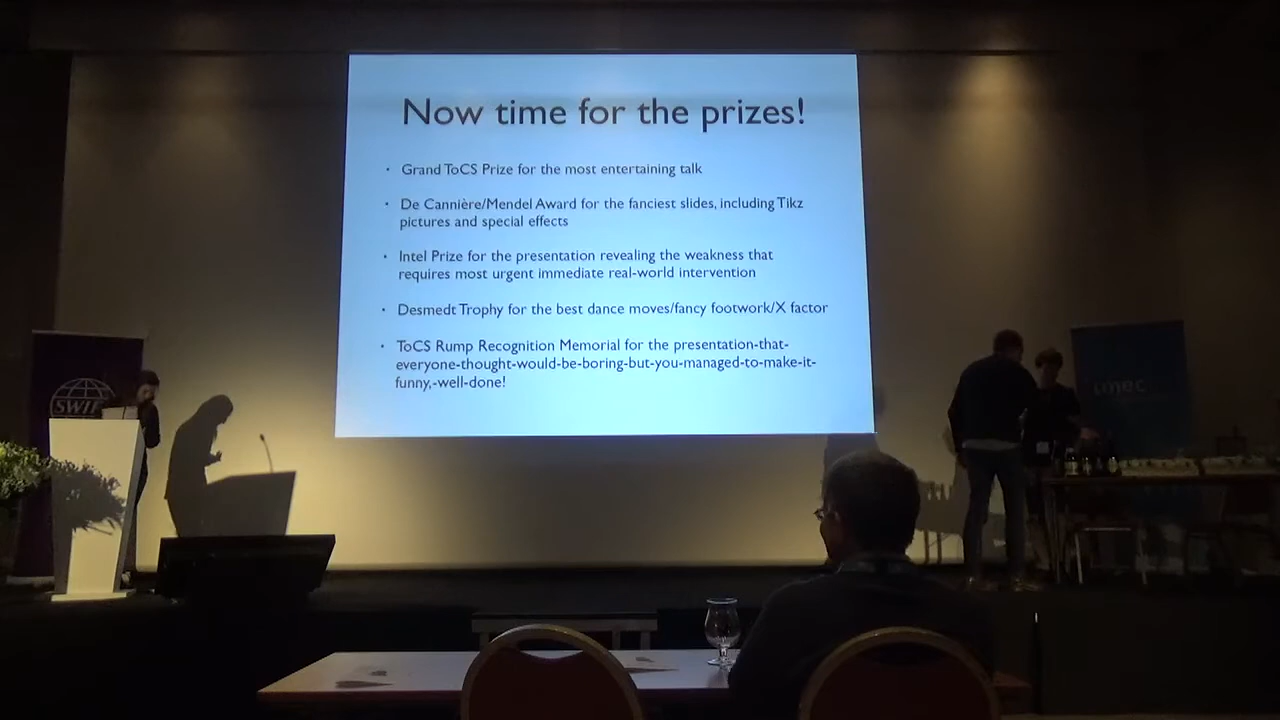 Now time for the prizes!
• Grand ToCS Prize for the most entertaining talk
• De Cannière/Mendel Award for the fanciest slides, including Tikz
pictures and special effects
• Intel Prize for the presentation revealing the weakness that
requires most urgent immediate real-world intervention
• Desmedt Trophy for the best dance moves/fancy footwork/X factor
• ToCS Rump Recognition Memorial for the presentation-that-
everyone-thought-would-be-boring-but-you-managed-to-make-it-
funny,-well-done!
SWIF
imec